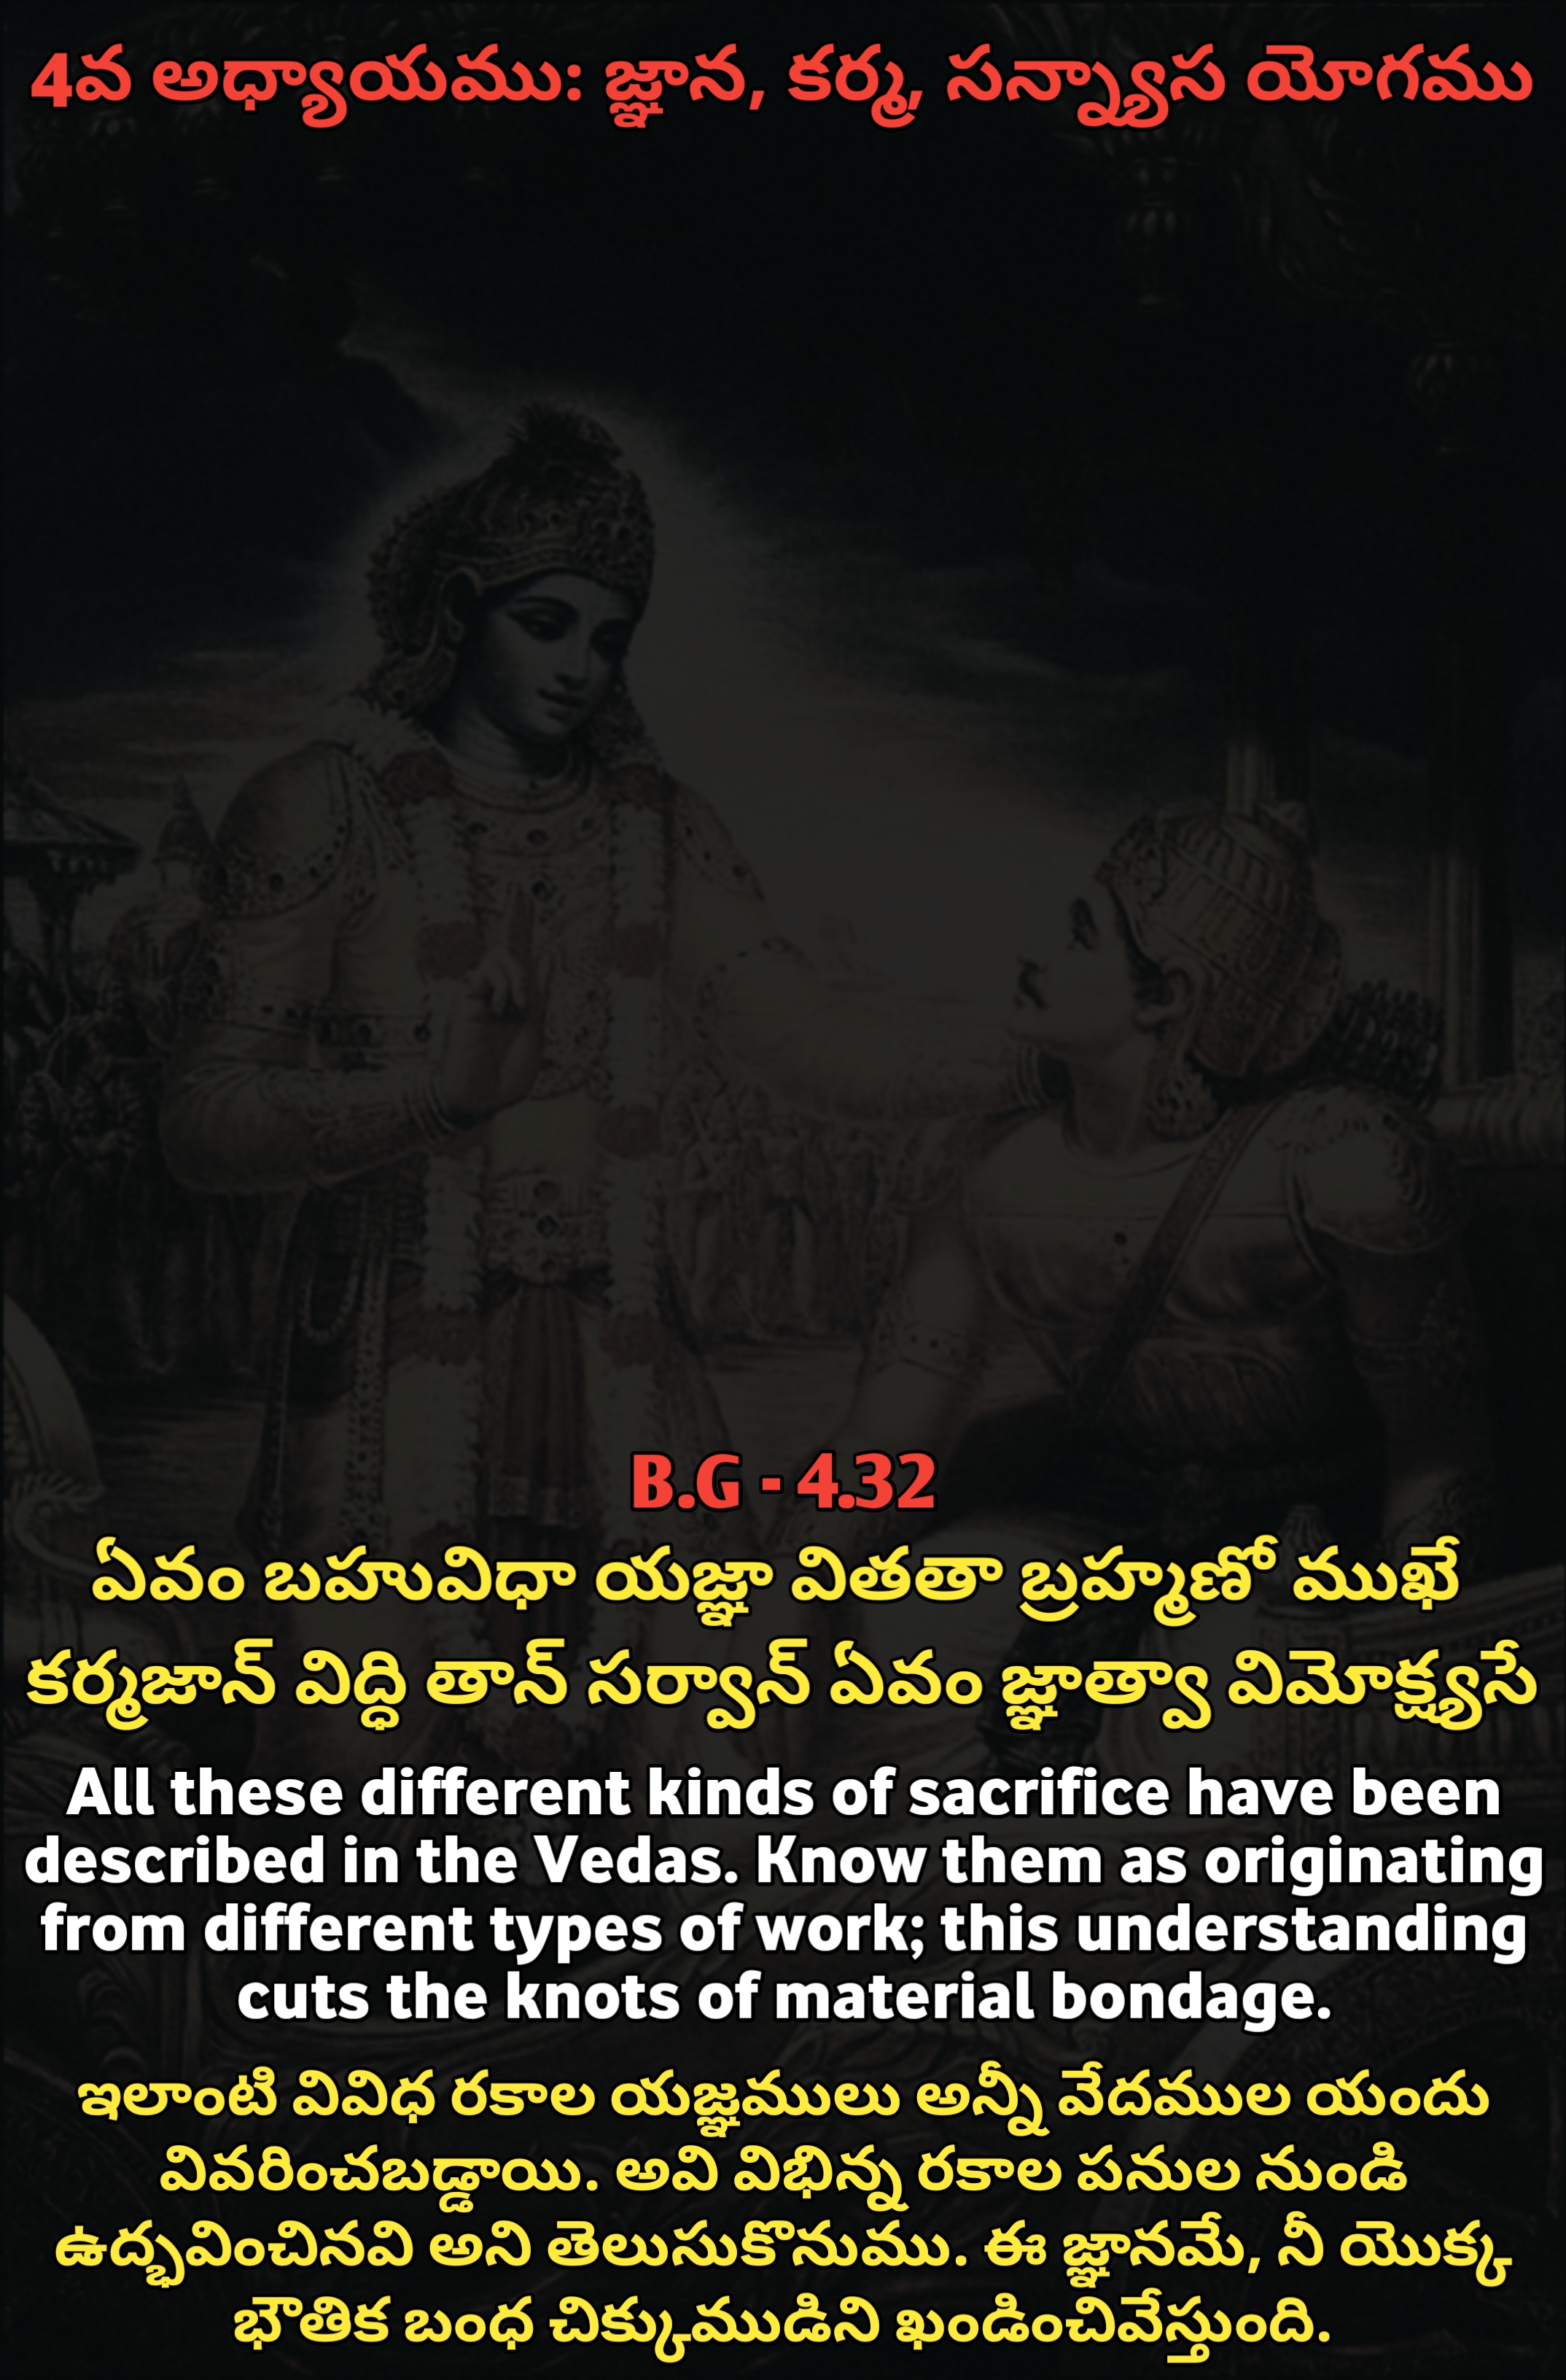 4వ అధ్యాయము: జ్ఞాన, కర్మ, సన్న్యాస యోగము
B.G - 4.32
ఏవం బహువిధా యజ్ఞా వితతా బ్రహ్మణో ముఖే
కర్మజాన్ విద్ధి తాన్ సర్వాన్ ఏవం జ్ఞాత్వా విమోక్ష్యసే
All these different kinds of sacrifice have been
described in the Vedas. Know them as originating
from different types of work; this understanding
cuts the knots of material bondage.
ఇలాంటి వివిధ రకాల యజ్ఞములు అన్నీ వేదముల యందు
వివరించబడ్డాయి. అవి విభిన్న రకాల పనుల నుండి
ఉద్భవించినవి అని తెలుసుకొనుము. ఈ జ్ఞానమే, నీ యొక్క
భౌతిక బంధ చిక్కుముడిని ఖండించివేస్తుంది.